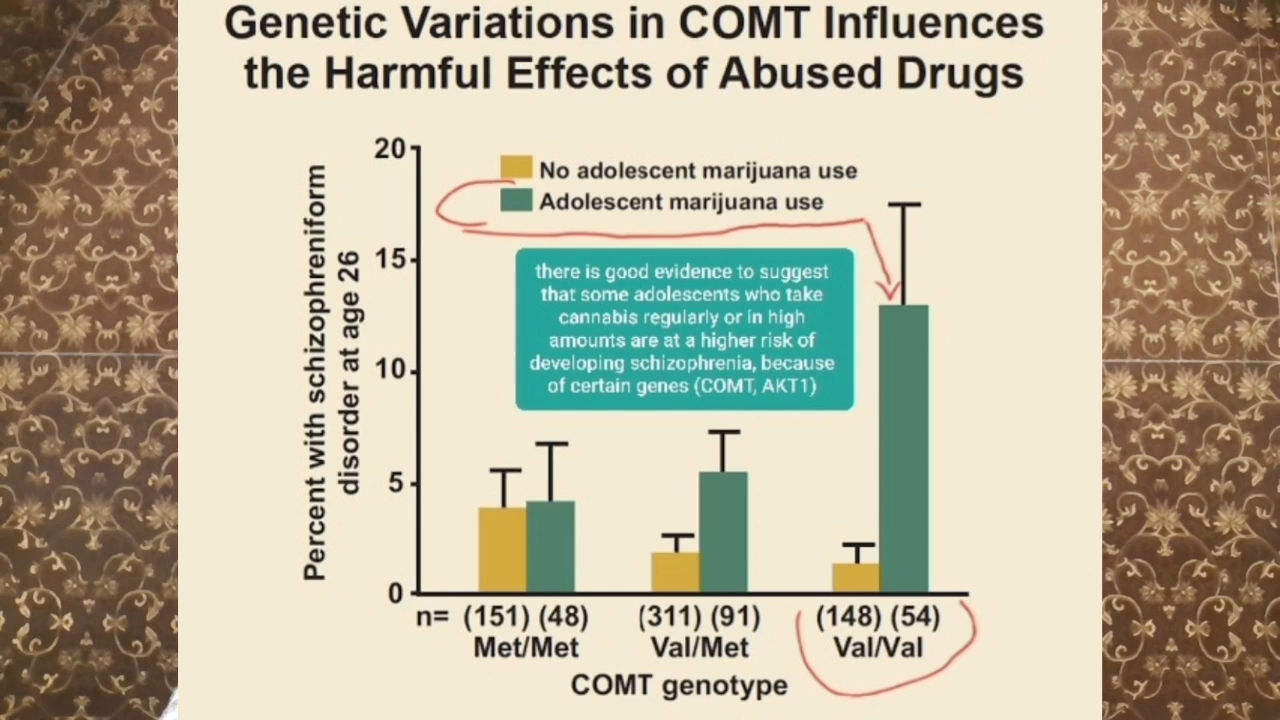 Genetic Variations in COMT Influences
the Harmful Effects of Abused Drugs
Percent with schizophreniform
disorder at age 26
20
15
10
5
0
No adolescent marijuana use
Adolescent marijuana use
there is good evidence to suggest
that some adolescents who take
cannabis regularly or in high
amounts are at a higher risk of
developing schizophrenia, because
of certain genes (COMT, AKT1)
n= (151) (48) (311) (91) (148) (54)
Met/Met Val/Met Val/Val
COMT genotype